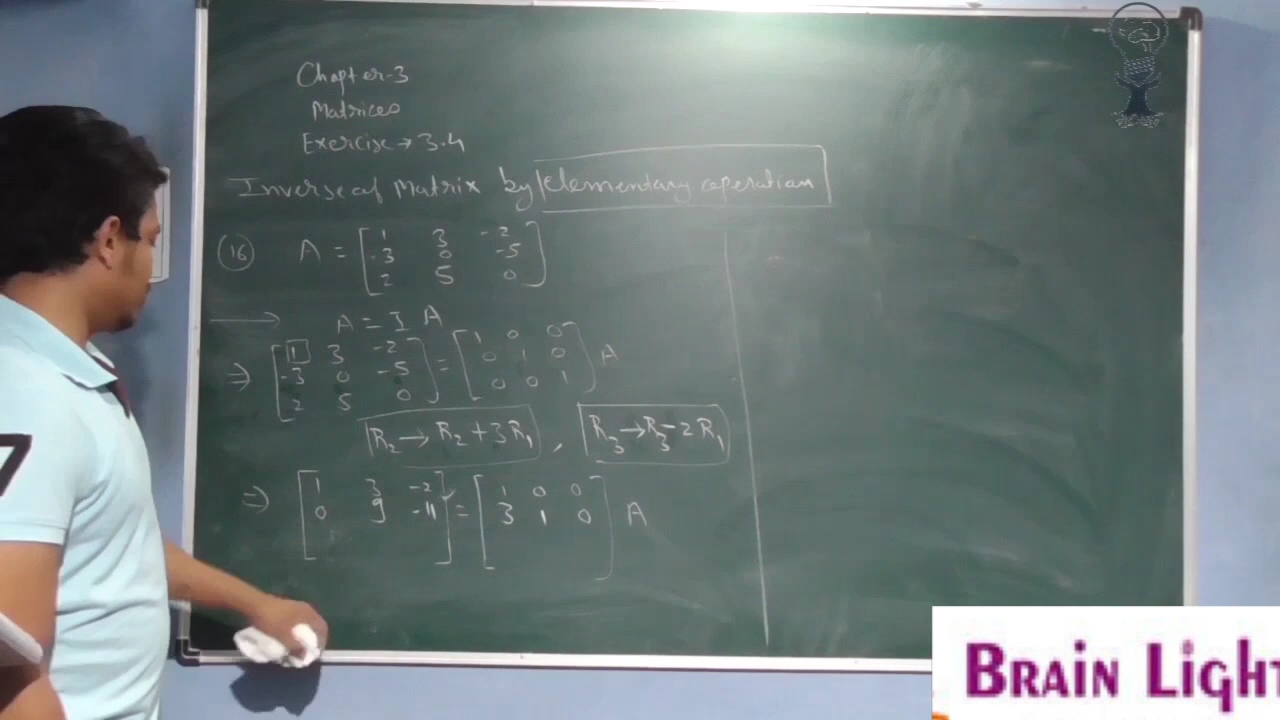 Chapter-3
Matrices
Exercise → 3.4
Inverse of Matrix by elementary operation
(16) A = [ 1 3 -2
-3 0 -5
2 5 0 ]
→ A = I A
⇒ [ 1 3 -2 ] = [ 1 0 0 ] A
-3 0 -5 0 1 0
2 5 0 0 0 1
R₂ → R₂ + 3R₁ , R₃ → R₃ - 2R₁
⇒ [ 1 3 -2 ] = [ 1 0 0 ] A
0 9 -11 3 1 0
7
BRAIN LIGHT